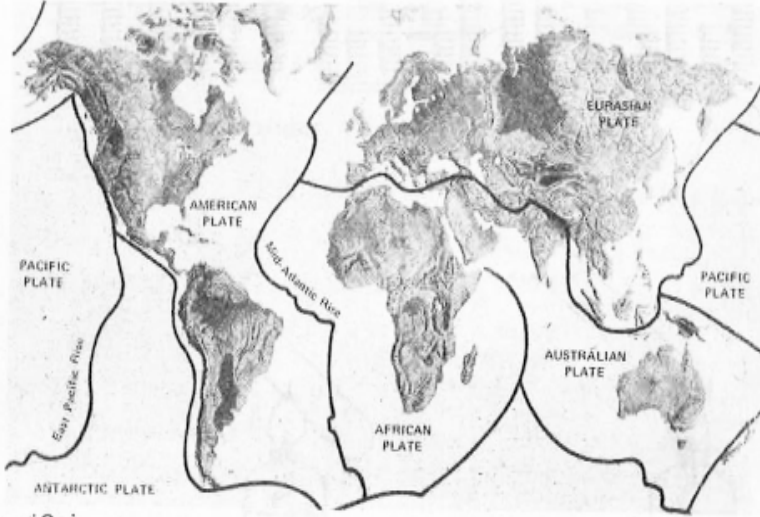 EURASIAN
PLATE
AMERICAN
PLATE
Mid-Atlantic Rise
PACIFIC
PLATE
PACIFIC
PLATE
AUSTRALIAN
PLATE
East Pacific Rise
AFRICAN
PLATE
ANTARCTIC PLATE